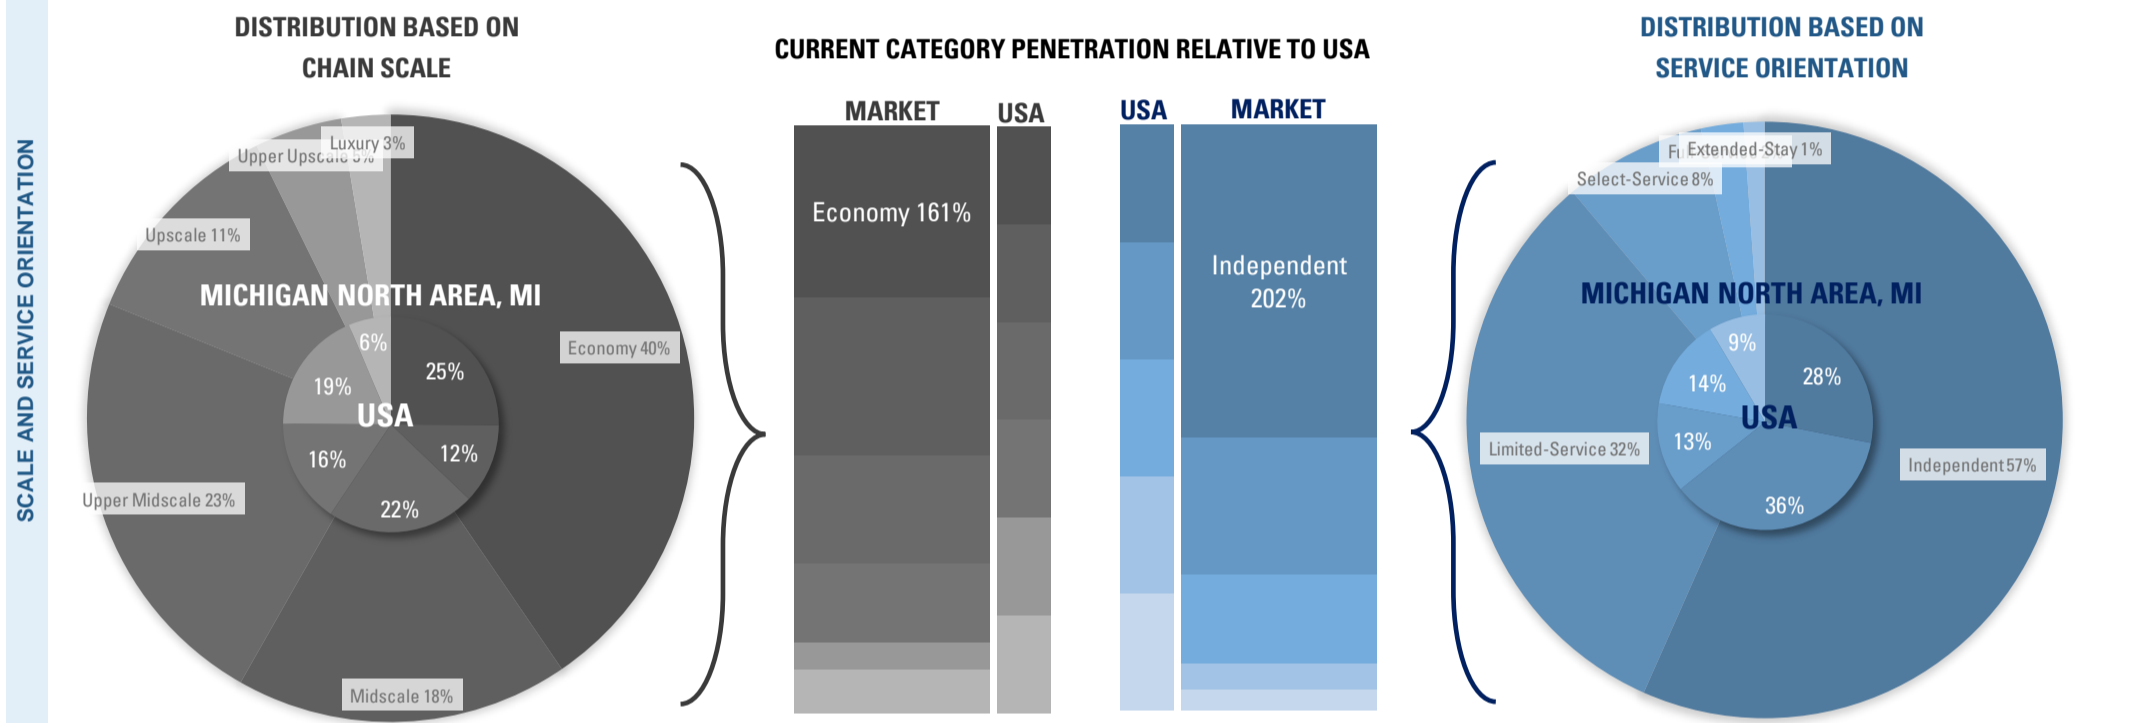 SCALE AND SERVICE ORIENTATION
DISTRIBUTION BASED ON
CHAIN SCALE
Luxury 3%
Upper Upscale 5%
Upscale 11%
MICHIGAN NORTH AREA, MI
Economy 40%
6%
25%
19%
USA
16%
12%
22%
Upper Midscale 23%
Midscale 18%
CURRENT CATEGORY PENETRATION RELATIVE TO USA
MARKET
USA
USA
MARKET
Economy 161%
Independent
202%
DISTRIBUTION BASED ON
SERVICE ORIENTATION
Extended-Stay 1%
Select-Service 8%
MICHIGAN NORTH AREA, MI
9%
28%
14%
USA
13%
36%
Limited-Service 32%
Independent 57%